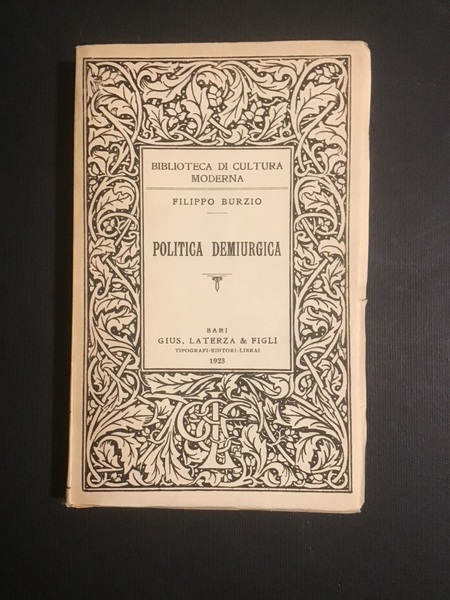 BIBLIOTECA DI CULTURA
MODERNA
FILIPPO BURZIO
POLITICA DEMIURGICA
BARI
GIUS. LATERZA & FIGLI
TIPOGRAFI-EDITORI-LIBRAI
1923